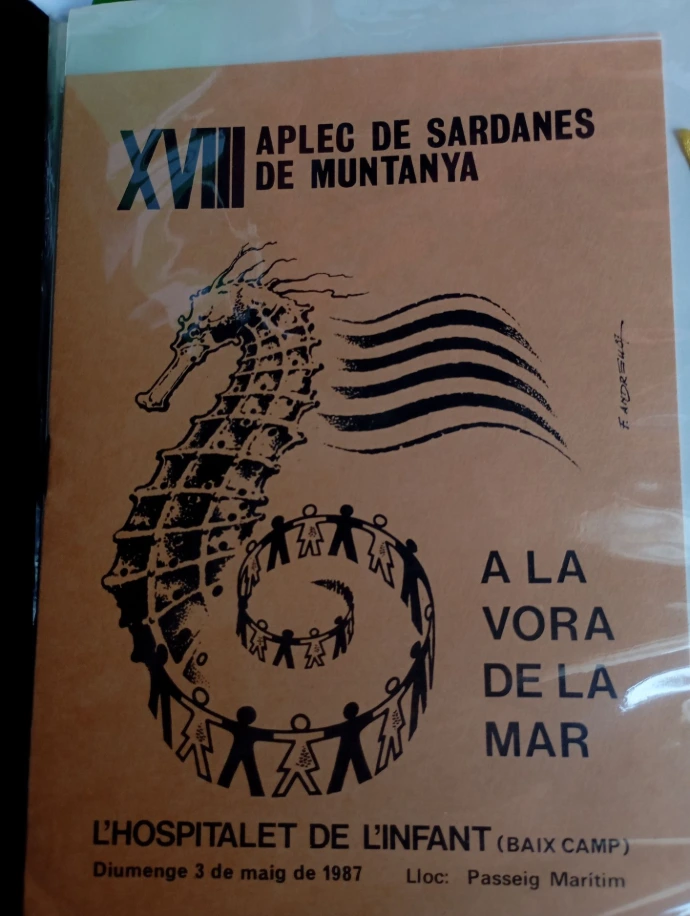 XVIII APLEC DE SARDANES
DE MUNTANYA
F. ANDREU
A LA
VORA
DE LA
MAR
L'HOSPITALET DE L'INFANT (BAIX CAMP)
Diumenge 3 de maig de 1987 Lloc: Passeig Marítim